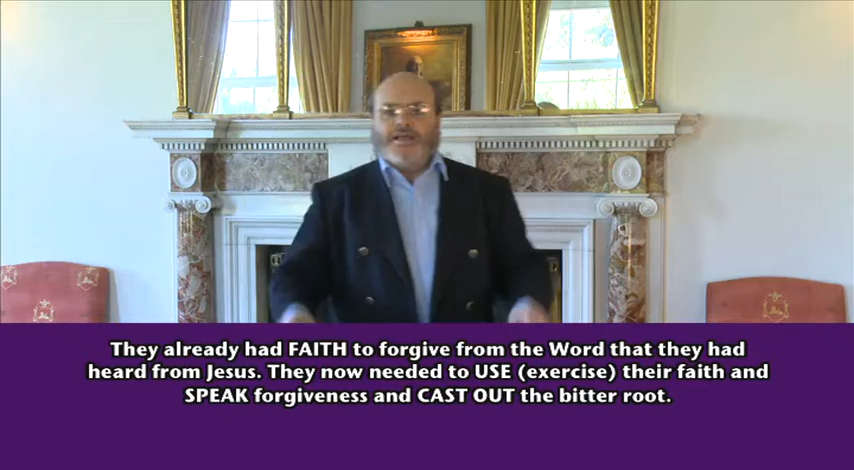 They already had FAITH to forgive from the Word that they had
heard from Jesus. They now needed to USE (exercise) their faith and
SPEAK forgiveness and CAST OUT the bitter root.